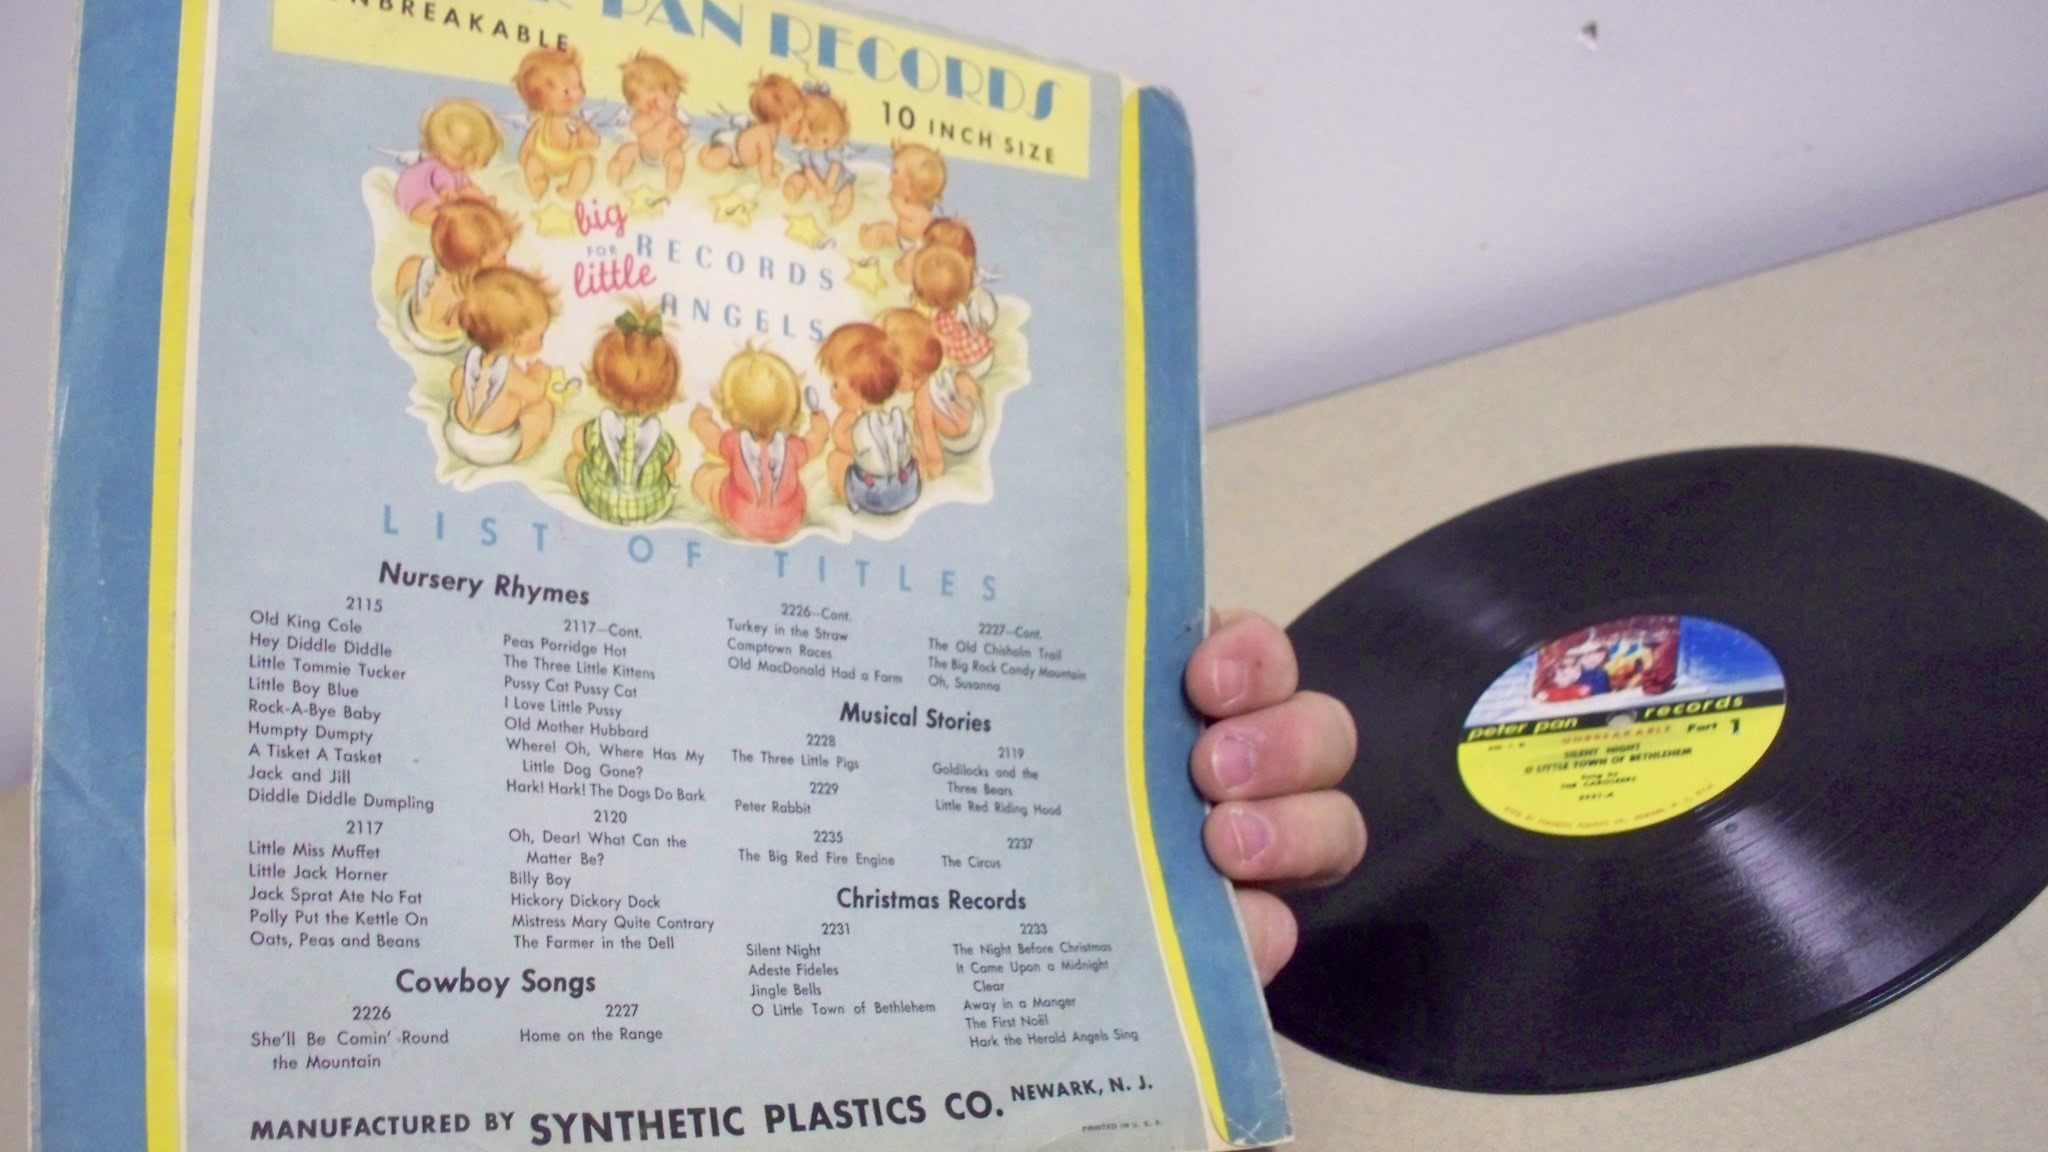 PAN RECORDS
UNBREAKABLE
10 INCH SIZE
big
FOR RECORDS
little
ANGELS
LIST OF TITLES
Nursery Rhymes
2115
Old King Cole
Hey Diddle Diddle
Little Tommie Tucker
Little Boy Blue
Rock-A-Bye Baby
Humpty Dumpty
A Tisket A Tasket
Jack and Jill
Diddle Diddle Dumpling
2117
Little Miss Muffet
Little Jack Horner
Jack Sprat Ate No Fat
Polly Put the Kettle On
Oats, Peas and Beans
2117—Cont.
Peas Porridge Hot
The Three Little Kittens
Pussy Cat Pussy Cat
I Love Little Pussy
Old Mother Hubbard
Where! Oh, Where Has My
Little Dog Gone?
Hark! Hark! The Dogs Do Bark
2120
Oh, Dear! What Can the
Matter Be?
Billy Boy
Hickory Dickory Dock
Mistress Mary Quite Contrary
The Farmer in the Dell
Cowboy Songs
2226
She'll Be Comin' Round
the Mountain
2227
Home on the Range
2226—Cont.
Turkey in the Straw
Camptown Races
Old MacDonald Had a Farm
2227—Cont.
The Old Chisholm Trail
The Big Rock Candy Mountain
Oh, Susanna
Musical Stories
2228
The Three Little Pigs
2229
Peter Rabbit
2235
The Big Red Fire Engine
2119
Goldilocks and the
Three Bears
Little Red Riding Hood
2237
The Circus
Christmas Records
2231
Silent Night
Adeste Fideles
Jingle Bells
O Little Town of Bethlehem
2233
The Night Before Christmas
It Came Upon a Midnight
Clear
Away in a Manger
The First Noël
Hark the Herald Angels Sing
MANUFACTURED BY SYNTHETIC PLASTICS CO. NEWARK, N. J.
PRINTED IN U. S. A.
peter pan records
UNBREAKABLE Part 1
SILENT NIGHT
O LITTLE TOWN OF BETHLEHEM
Sung by
THE CAROLEERS
2231-A